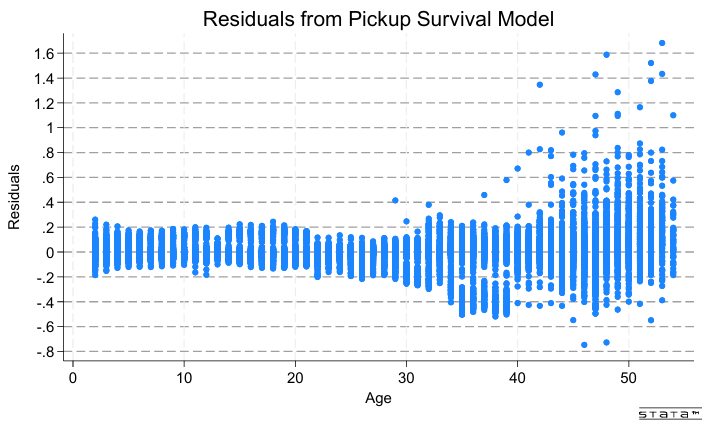 Residuals from Pickup Survival Model
Residuals
1.6
1.4
1.2
1
.8
.6
.4
.2
0
-.2
-.4
-.6
-.8
0 10 20 30 40 50
Age
STATA™